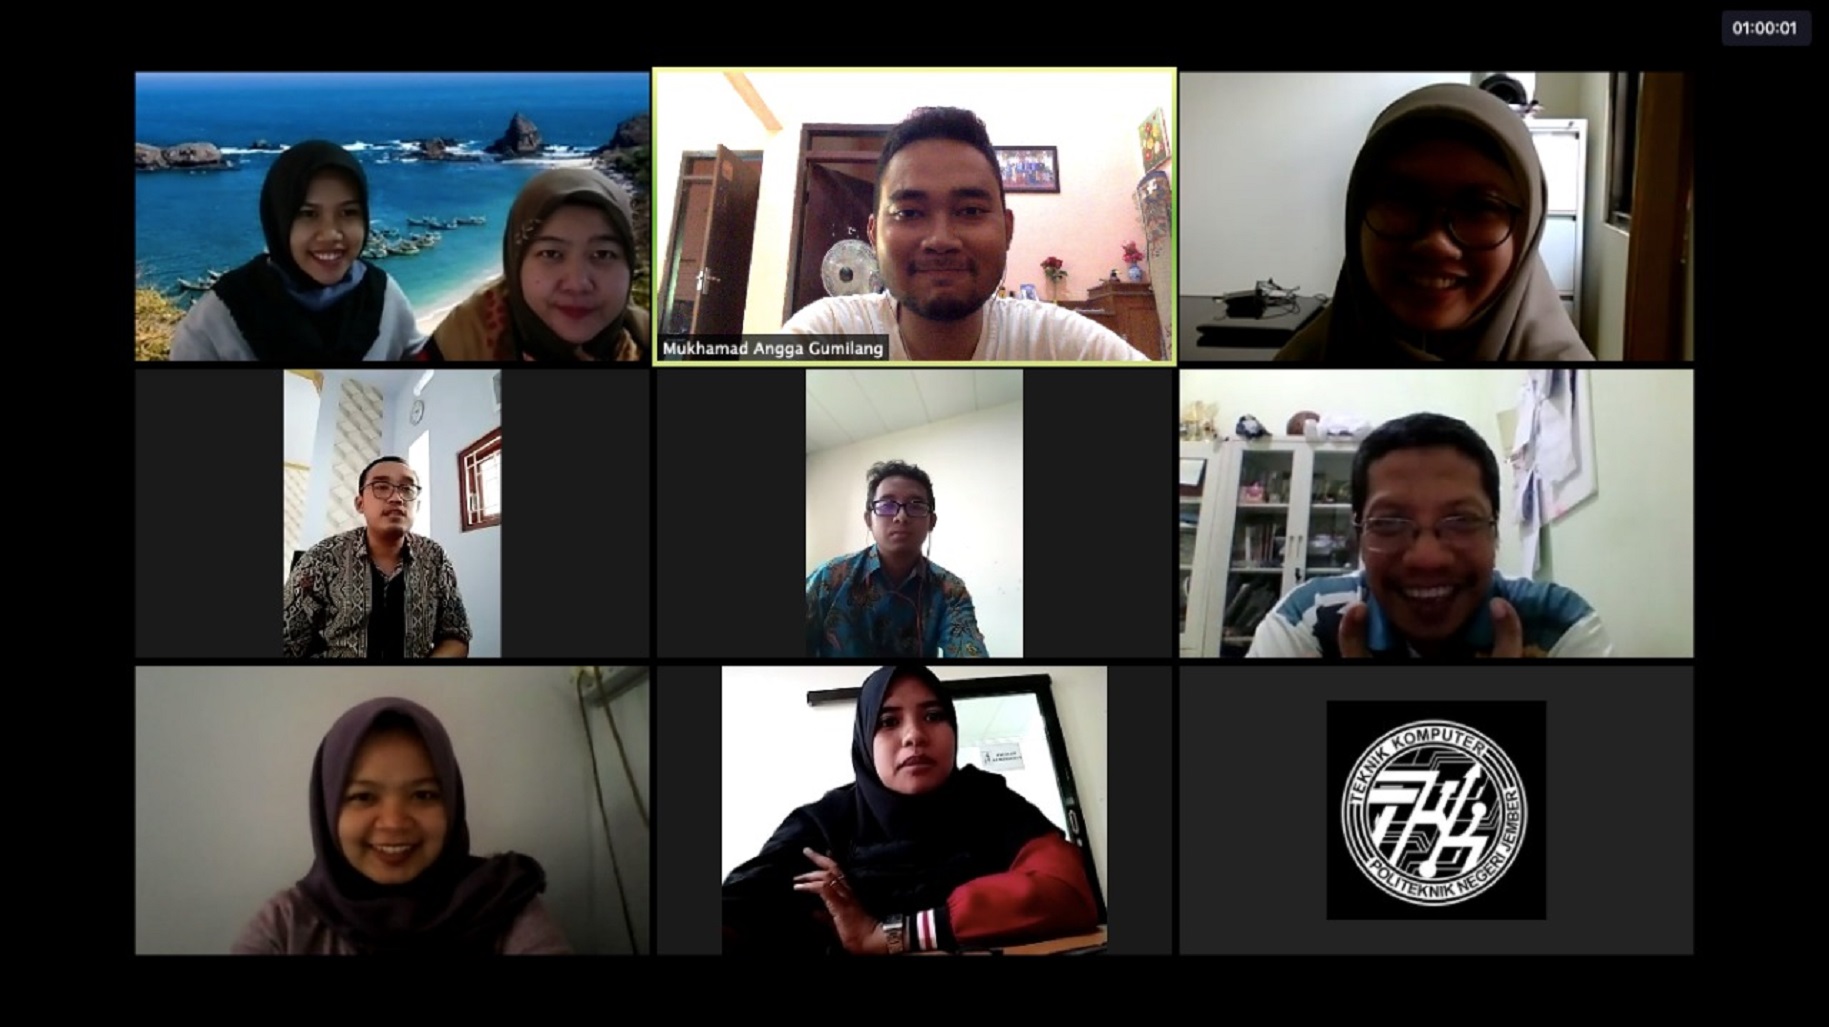 01:00:01
Mukhamad Angga Gumilang
TEKNIK KOMPUTER
POLITEKNIK NEGERI JEMBER